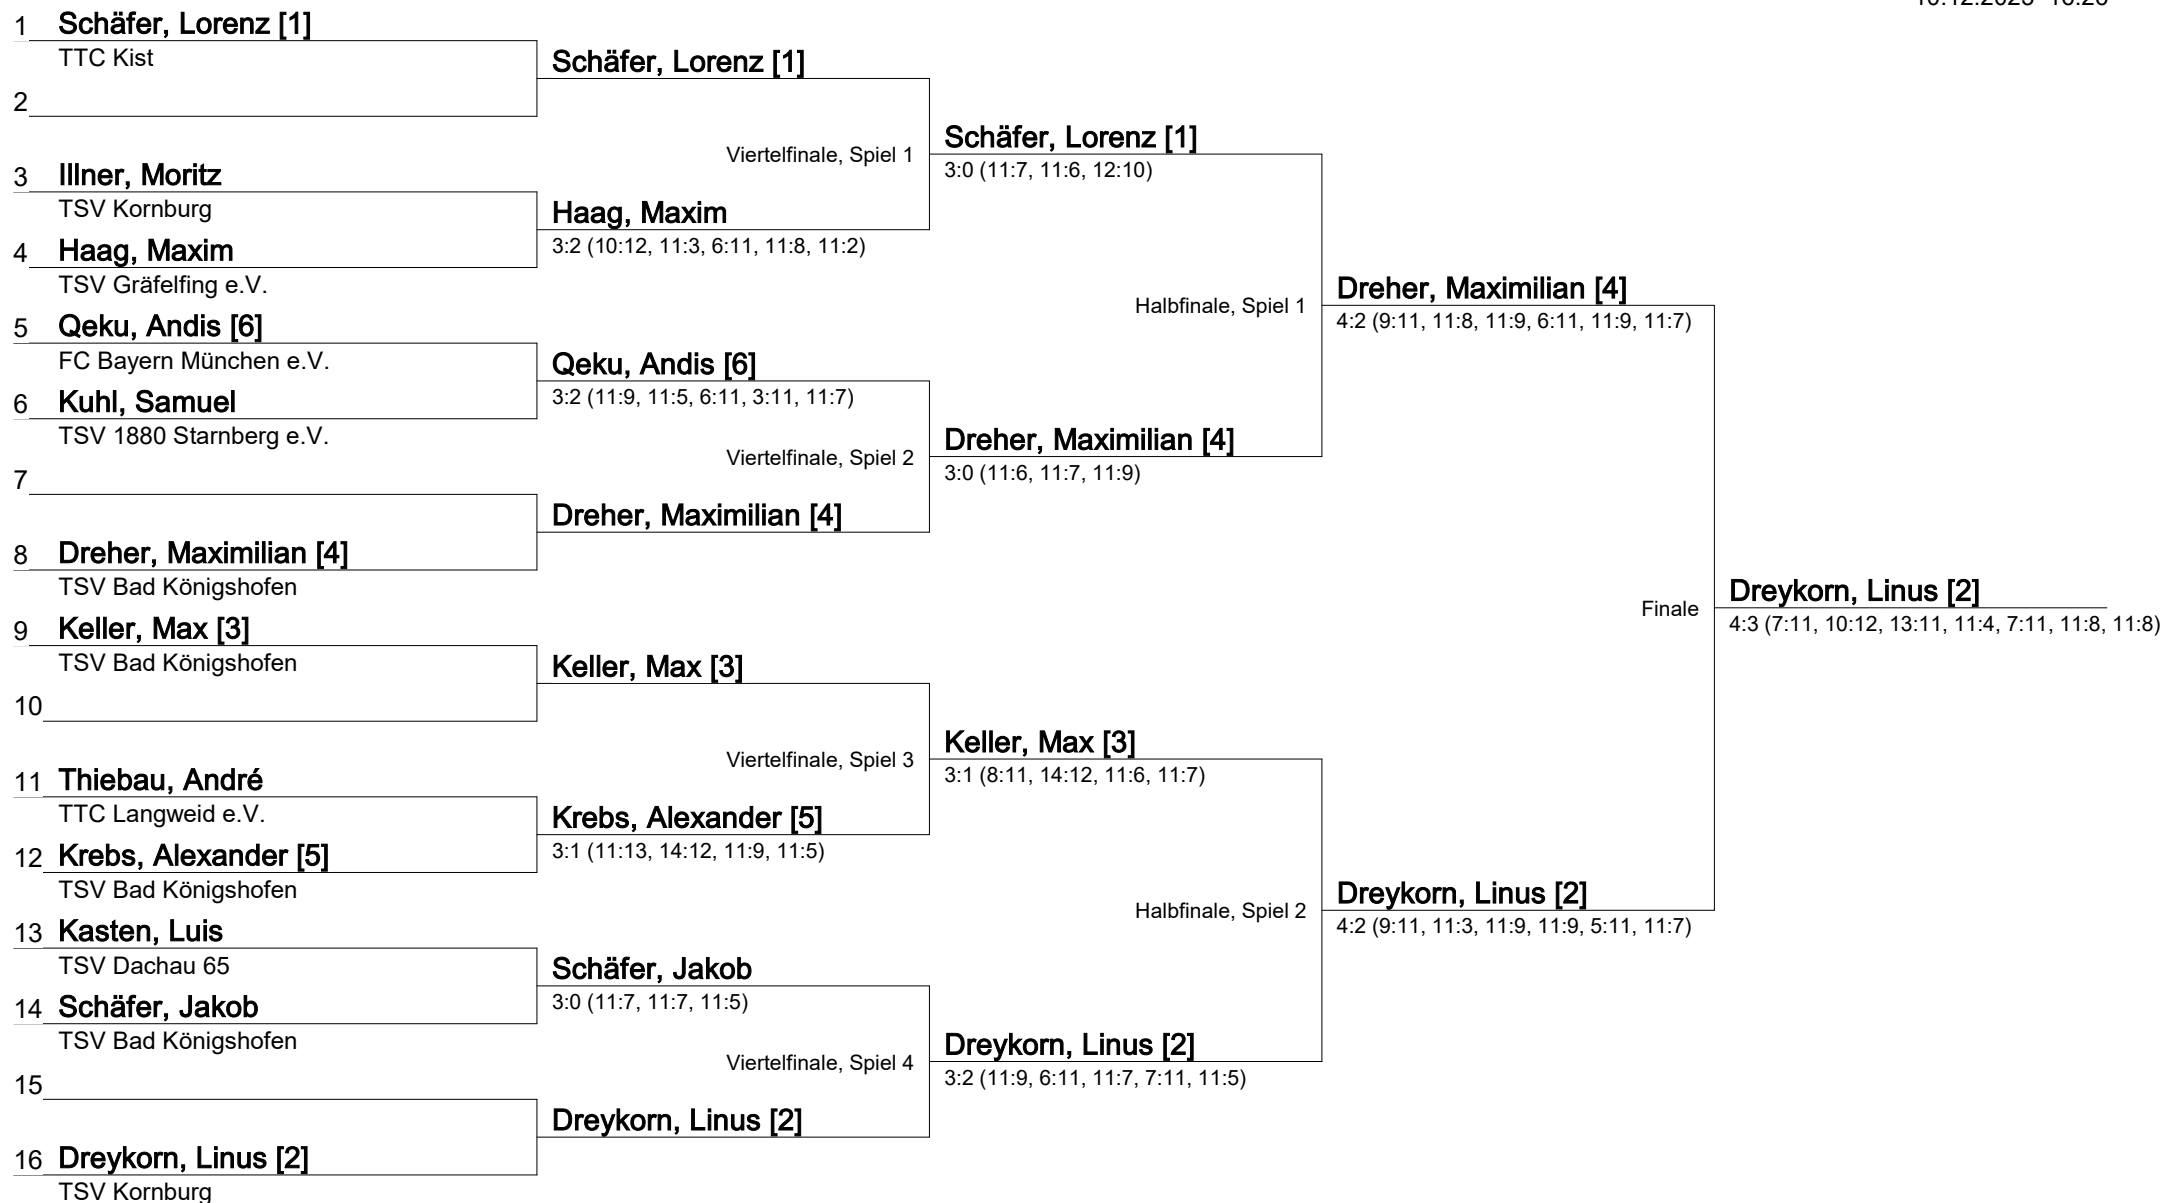 1 Schäfer, Lorenz [1]
TTC Kist
2
3 Illner, Moritz
TSV Kornburg
4 Haag, Maxim
TSV Gräfelfing e.V.
5 Qeku, Andis [6]
FC Bayern München e.V.
6 Kuhl, Samuel
TSV 1880 Starnberg e.V.
7
8 Dreher, Maximilian [4]
TSV Bad Königshofen
9 Keller, Max [3]
TSV Bad Königshofen
10
11 Thiebau, André
TTC Langweid e.V.
12 Krebs, Alexander [5]
TSV Bad Königshofen
13 Kasten, Luis
TSV Dachau 65
14 Schäfer, Jakob
TSV Bad Königshofen
15
16 Dreykorn, Linus [2]
TSV Kornburg
Schäfer, Lorenz [1]
Viertelfinale, Spiel 1
Haag, Maxim
3:2 (10:12, 11:3, 6:11, 11:8, 11:2)
Qeku, Andis [6]
3:2 (11:9, 11:5, 6:11, 3:11, 11:7)
Viertelfinale, Spiel 2
Dreher, Maximilian [4]
Keller, Max [3]
Viertelfinale, Spiel 3
Krebs, Alexander [5]
3:1 (11:13, 14:12, 11:9, 11:5)
Schäfer, Jakob
3:0 (11:7, 11:7, 11:5)
Viertelfinale, Spiel 4
Dreykorn, Linus [2]
Schäfer, Lorenz [1]
3:0 (11:7, 11:6, 12:10)
Halbfinale, Spiel 1
Dreher, Maximilian [4]
3:0 (11:6, 11:7, 11:9)
Keller, Max [3]
3:1 (8:11, 14:12, 11:6, 11:7)
Halbfinale, Spiel 2
Dreykorn, Linus [2]
3:2 (11:9, 6:11, 11:7, 7:11, 11:5)
Dreher, Maximilian [4]
4:2 (9:11, 11:8, 11:9, 6:11, 11:9, 11:7)
Finale
Dreykorn, Linus [2]
4:2 (9:11, 11:3, 11:9, 11:9, 5:11, 11:7)
Dreykorn, Linus [2]
4:3 (7:11, 10:12, 13:11, 11:4, 7:11, 11:8, 11:8)